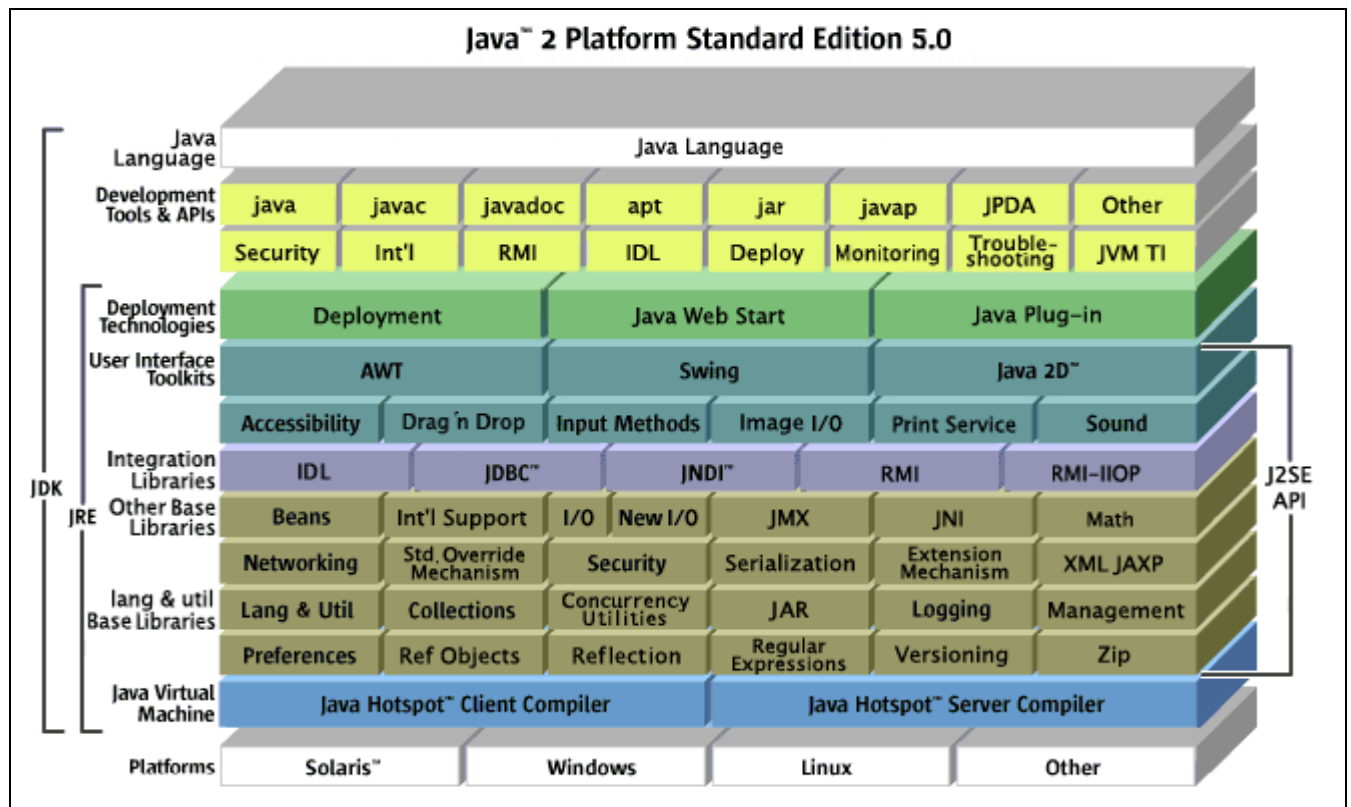 Java™ 2 Platform Standard Edition 5.0
Java
Language
Java Language
Development
Tools & APIs
java
javac
javadoc
apt
jar
javap
JPDA
Other
Security
Int'l
RMI
IDL
Deploy
Monitoring
Trouble-
shooting
JVM TI
Deployment
Technologies
Deployment
Java Web Start
Java Plug-in
User Interface
Toolkits
AWT
Swing
Java 2D™
Accessibility
Drag 'n Drop
Input Methods
Image I/O
Print Service
Sound
Integration
Libraries
IDL
JDBC™
JNDI™
RMI
RMI-IIOP
JDK
JRE
J2SE
API
Other Base
Libraries
Beans
Int'l Support
I/O
New I/O
JMX
JNI
Math
Networking
Std. Override
Mechanism
Security
Serialization
Extension
Mechanism
XML JAXP
lang & util
Base Libraries
Lang & Util
Collections
Concurrency
Utilities
JAR
Logging
Management
Preferences
Ref Objects
Reflection
Regular
Expressions
Versioning
Zip
Java Virtual
Machine
Java Hotspot™ Client Compiler
Java Hotspot™ Server Compiler
Platforms
Solaris™
Windows
Linux
Other